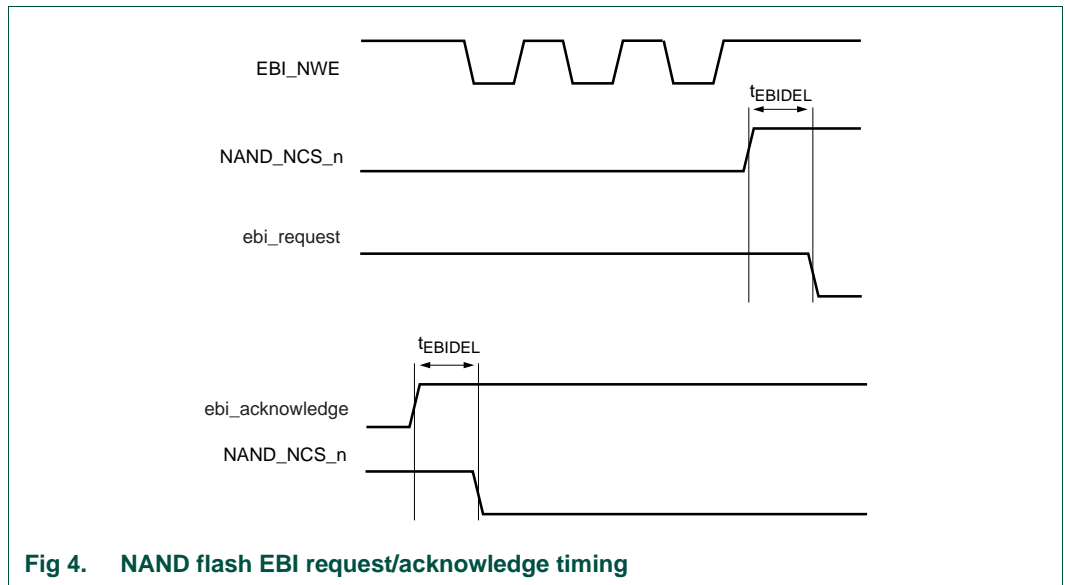 EBI_NWE
tEBIDEL
NAND_NCS_n
ebi_request
tEBIDEL
ebi_acknowledge
NAND_NCS_n
Fig 4. NAND flash EBI request/acknowledge timing